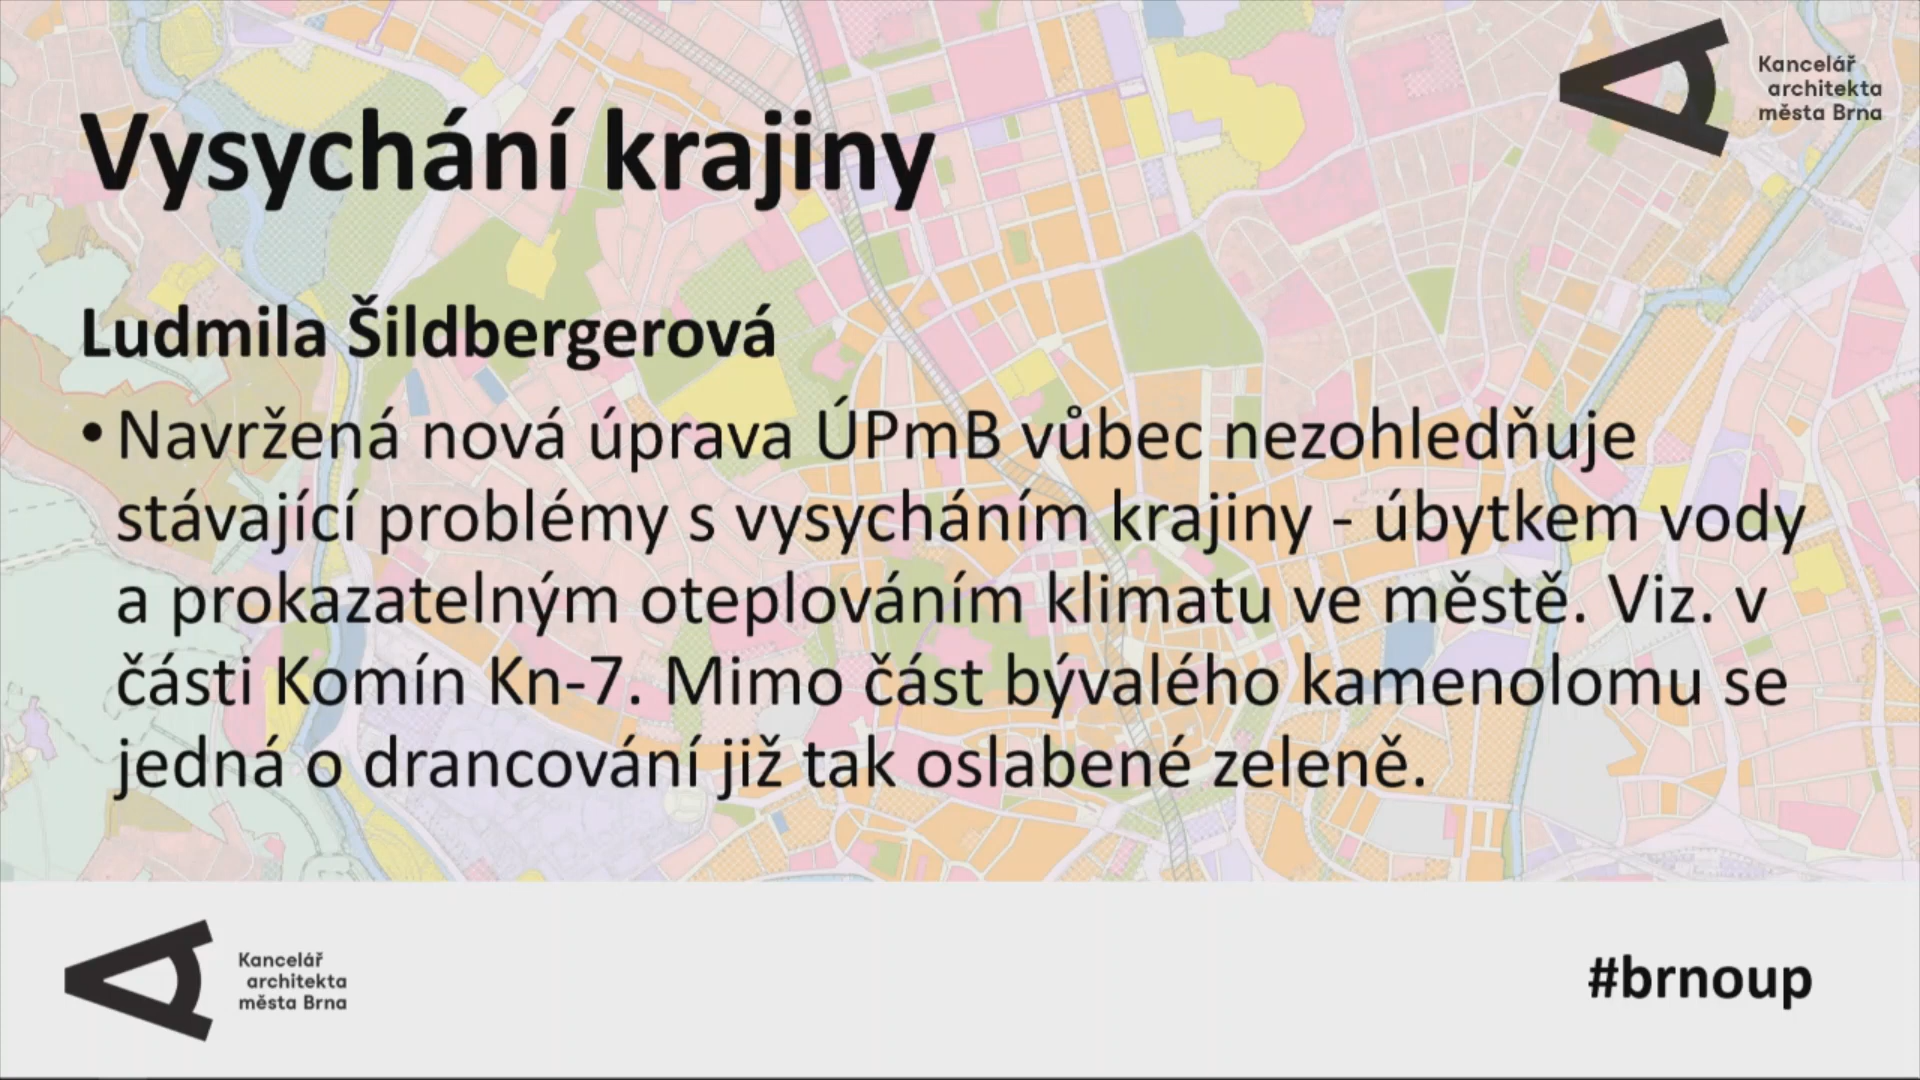 Kancelář
architekta
města Brna
Vysychání krajiny
Ludmila Šildbergerová
• Navržená nová úprava ÚPmB vůbec nezohledňuje
stávající problémy s vysycháním krajiny - úbytkem vody
a prokazatelným oteplováním klimatu ve městě. Viz. v
části Komín Kn-7. Mimo část bývalého kamenolomu se
jedná o drancování již tak oslabené zeleně.
Kancelář
architekta
města Brna
#brnoup